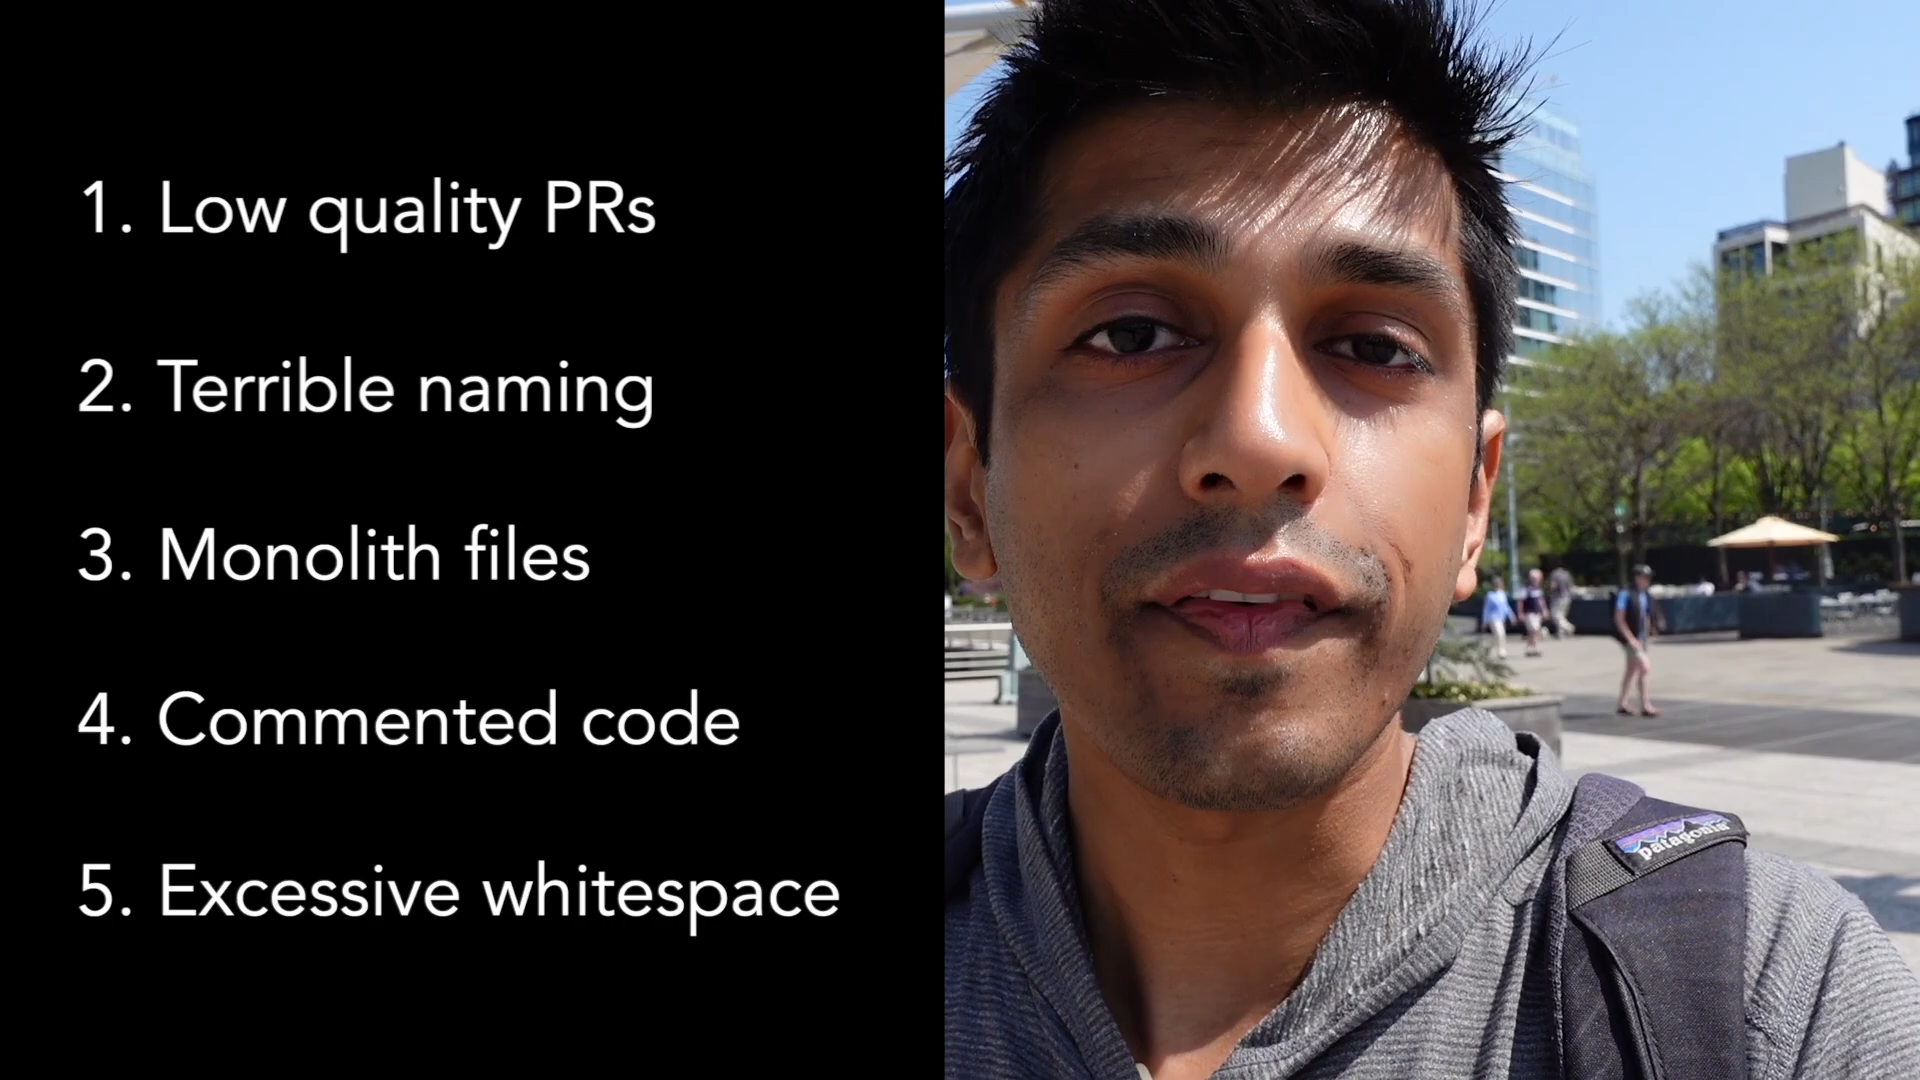 1. Low quality PRs
2. Terrible naming
3. Monolith files
4. Commented code
5. Excessive whitespace
patagonia